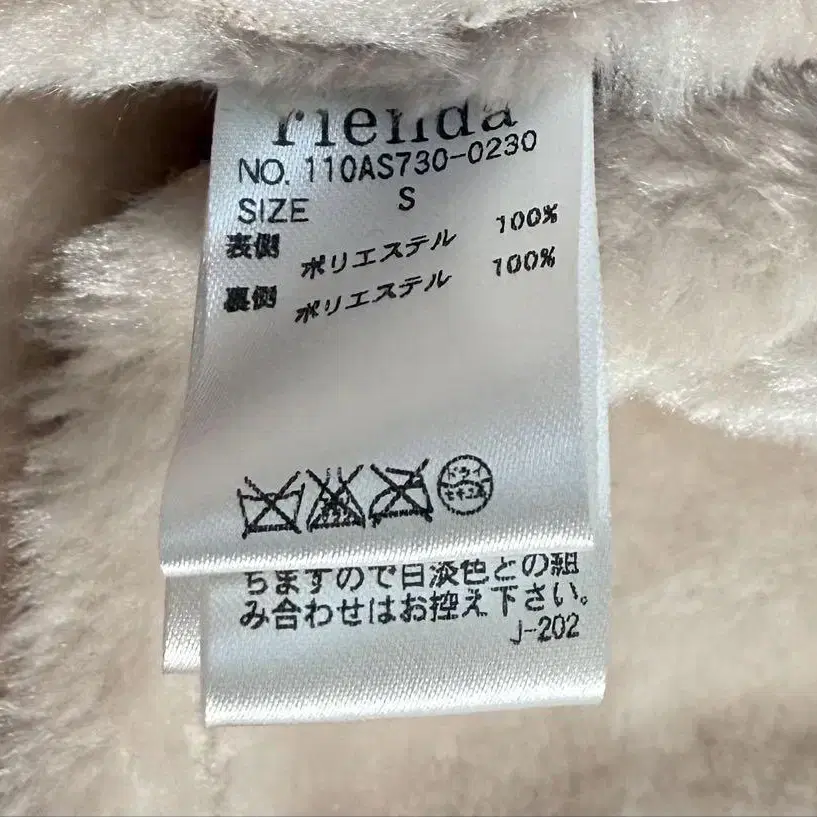 rienda
NO. 110AS730-0230
SIZE S
表側 ポリエステル 100%
裏側 ポリエステル 100%
ドライ
セキユ系
ちますので白淡色との組
み合わせはお控え下さい。
J-202